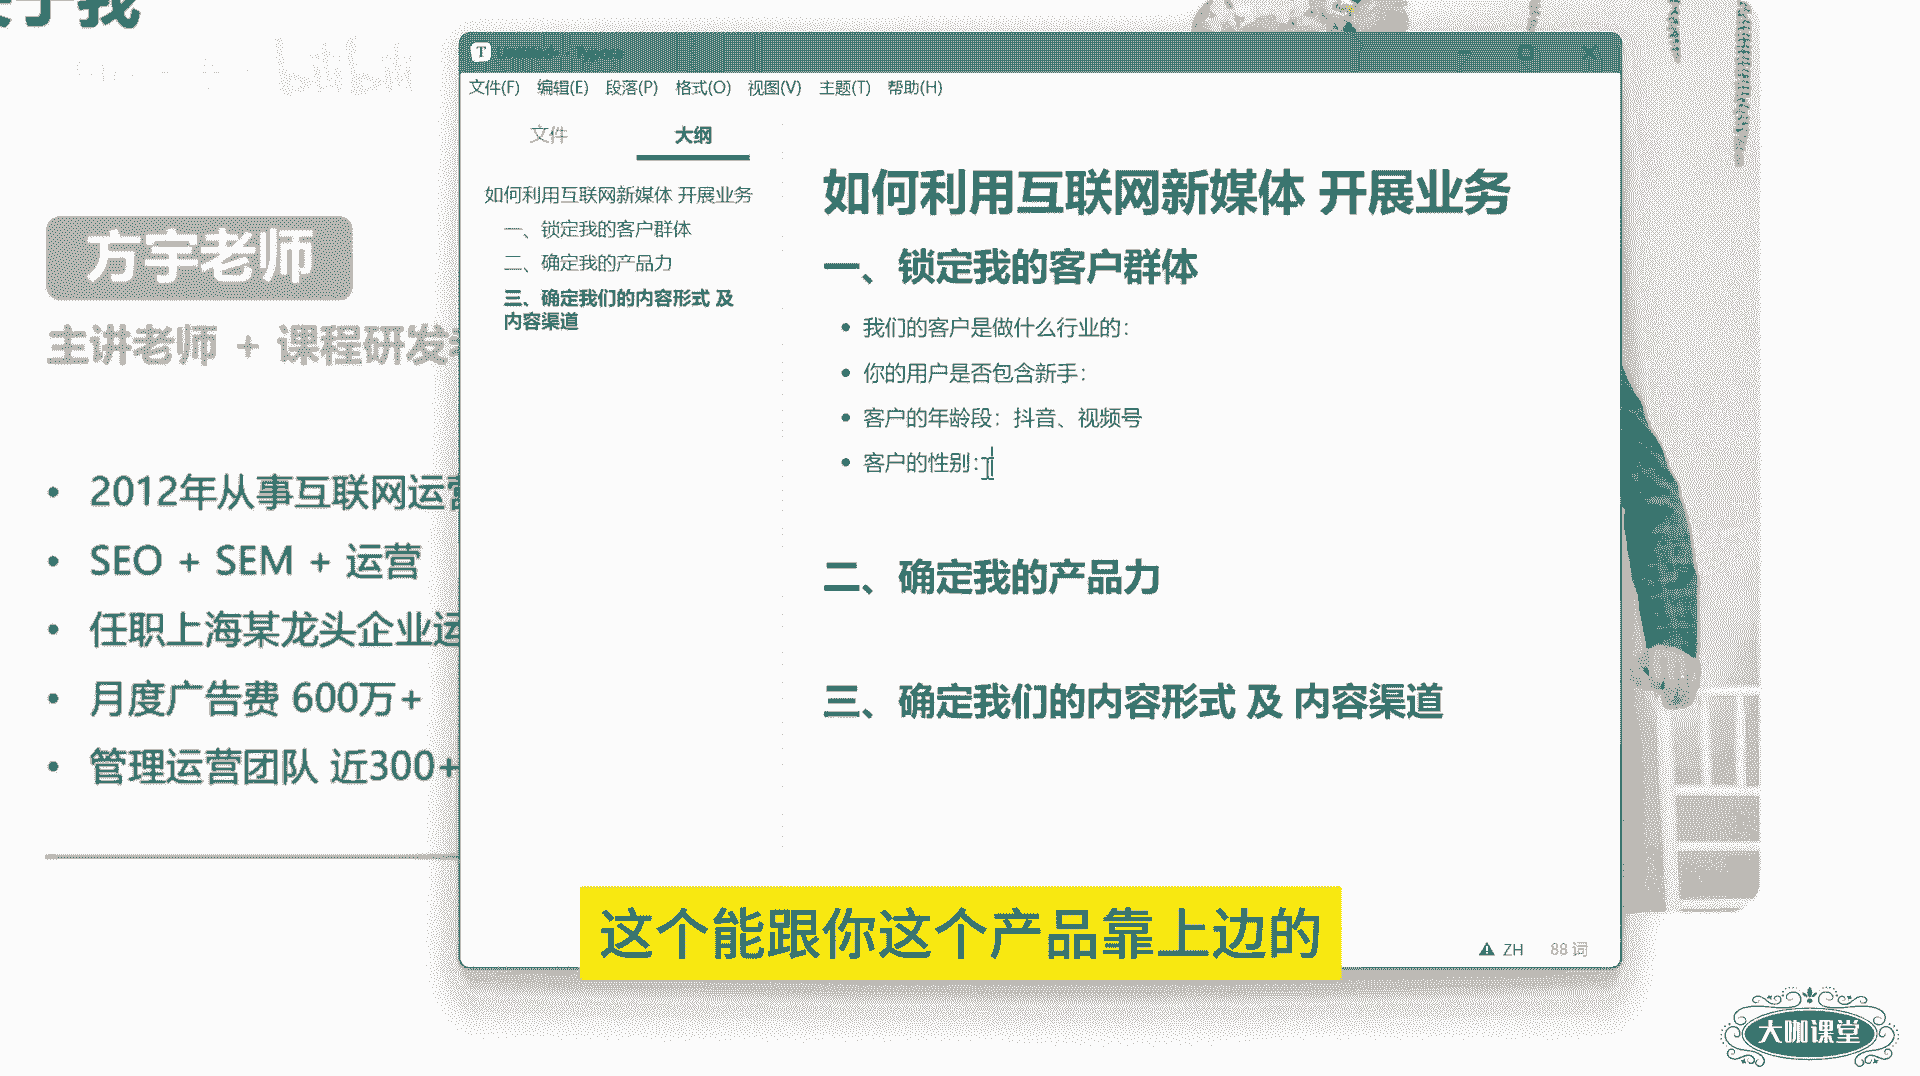 关于我
bilibili
方宇老师
主讲老师 + 课程研发
2012年从事互联网运营
SEO + SEM + 运营
任职上海某龙头企业运
月度广告费 600万+
管理运营团队 近300+
文件(F) 编辑(E) 段落(P) 格式(O) 视图(V) 主题(T) 帮助(H)
文件 大纲
如何利用互联网新媒体 开展业务
一、锁定我的客户群体
二、确定我的产品力
三、确定我们的内容形式 及
内容渠道
如何利用互联网新媒体 开展业务
一、锁定我的客户群体
我们的客户是做什么行业的：
你的用户是否包含新手：
客户的年龄段：抖音、视频号
客户的性别：
二、确定我的产品力
三、确定我们的内容形式 及 内容渠道
ZH 88 词
这个能跟你这个产品靠上边的
大咖课堂